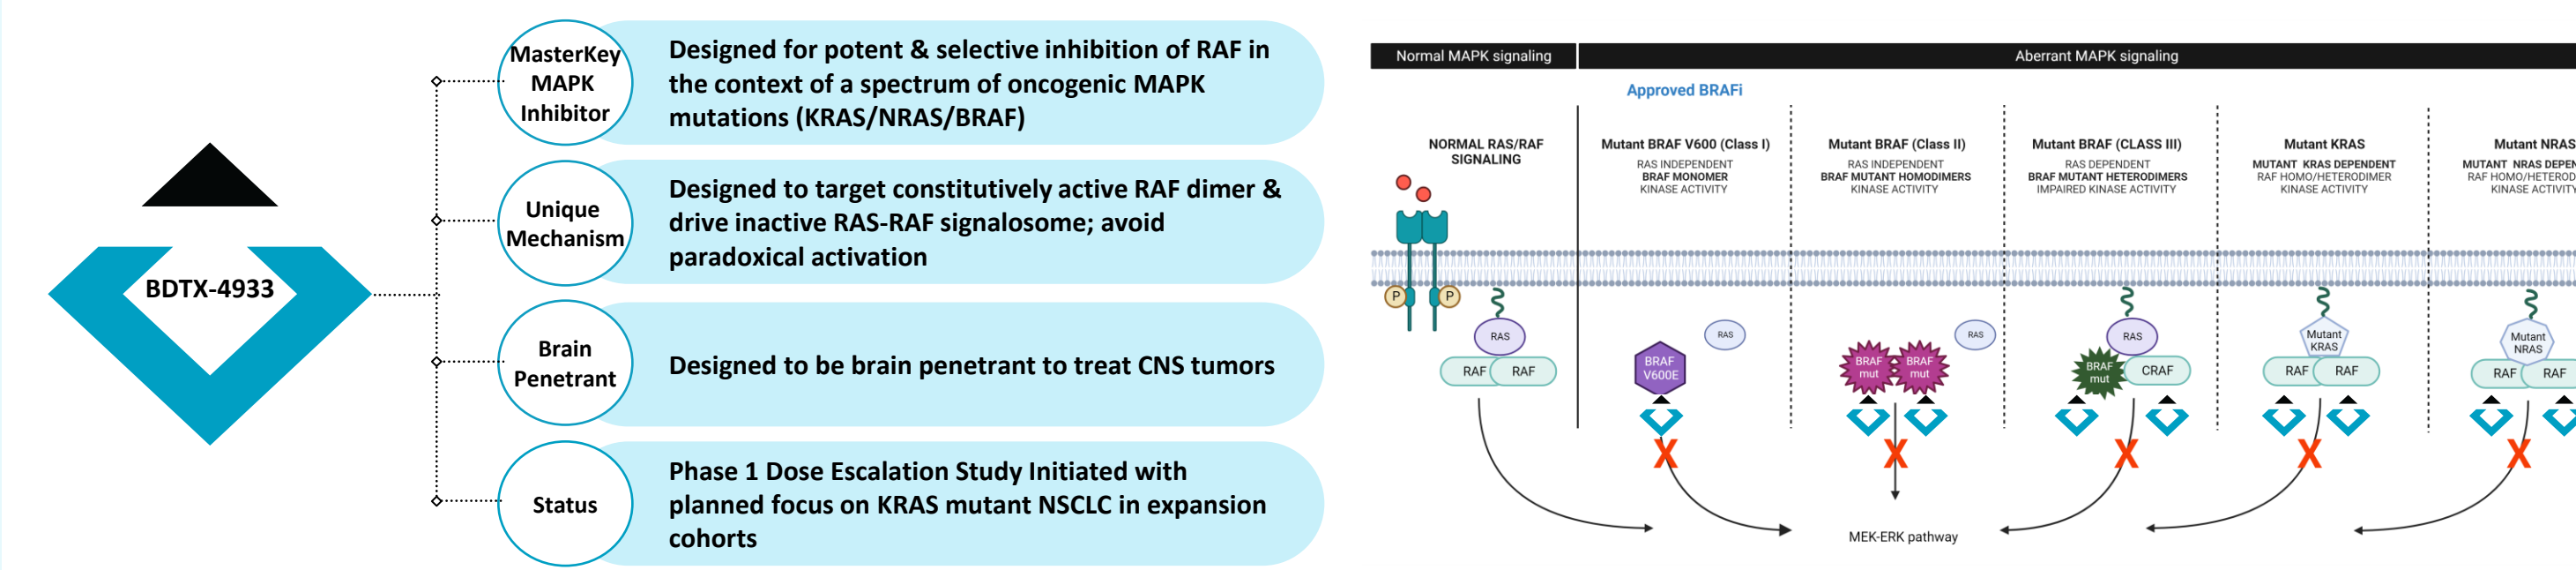 BDTX-4933
MasterKey
MAPK
Inhibitor
Designed for potent & selective inhibition of RAF in
the context of a spectrum of oncogenic MAPK
mutations (KRAS/NRAS/BRAF)
Unique
Mechanism
Designed to target constitutively active RAF dimer &
drive inactive RAS-RAF signalosome; avoid
paradoxical activation
Brain
Penetrant
Designed to be brain penetrant to treat CNS tumors
Status
Phase 1 Dose Escalation Study Initiated with
planned focus on KRAS mutant NSCLC in expansion
cohorts
Normal MAPK signaling
Aberrant MAPK signaling
Approved BRAFi
NORMAL RAS/RAF
SIGNALING
Mutant BRAF V600 (Class I)
RAS INDEPENDENT
BRAF MONOMER
KINASE ACTIVITY
Mutant BRAF (Class II)
RAS INDEPENDENT
BRAF MUTANT HOMODIMERS
KINASE ACTIVITY
Mutant BRAF (CLASS III)
RAS DEPENDENT
BRAF MUTANT HETERODIMERS
IMPAIRED KINASE ACTIVITY
Mutant KRAS
MUTANT KRAS DEPENDENT
RAF HOMO/HETERODIMER
KINASE ACTIVITY
Mutant NRAS
MUTANT NRAS DEPEN
RAF HOMO/HETEROD
KINASE ACTIVITY
P
P
RAS
RAF
RAF
RAS
BRAF
V600E
RAS
BRAF
mut
BRAF
mut
RAS
BRAF
mut
CRAF
Mutant
KRAS
RAF
RAF
Mutant
NRAS
RAF
RAF
X
X
X
X
X
MEK-ERK pathway